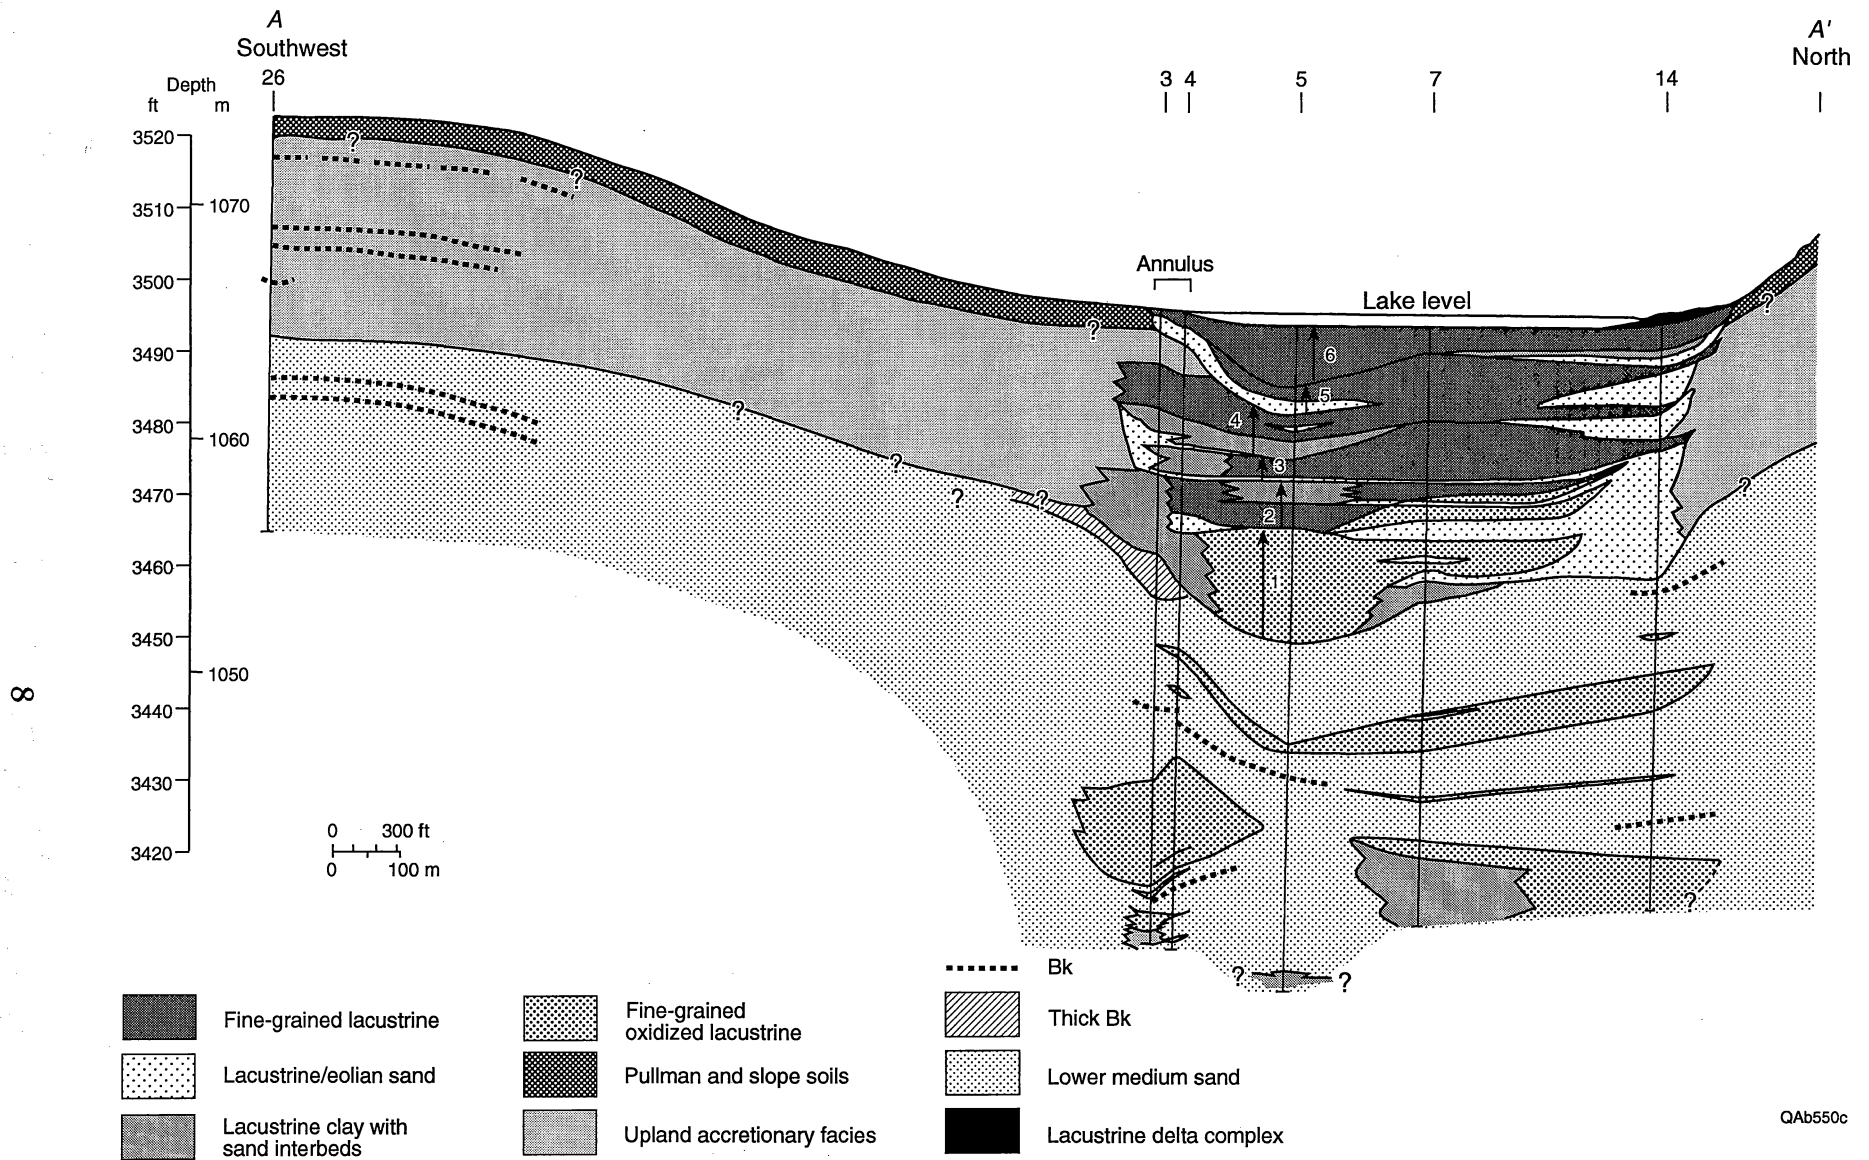 A
Southwest
26
A'
North
3 4 5 7 14
Depth
ft m
3520
3510
1070
3500
3490
3480
1060
3470
3460
3450
1050
3440
3430
3420
Annulus
Lake level
?
?
?
?
?
?
?
?
?
?
?
?
6
5
4
3
2
1
0 300 ft
0 100 m
8
Fine-grained lacustrine
Lacustrine/eolian sand
Lacustrine clay with
sand interbeds
Fine-grained
oxidized lacustrine
Pullman and slope soils
Upland accretionary facies
Bk
Thick Bk
Lower medium sand
Lacustrine delta complex
QAb550c